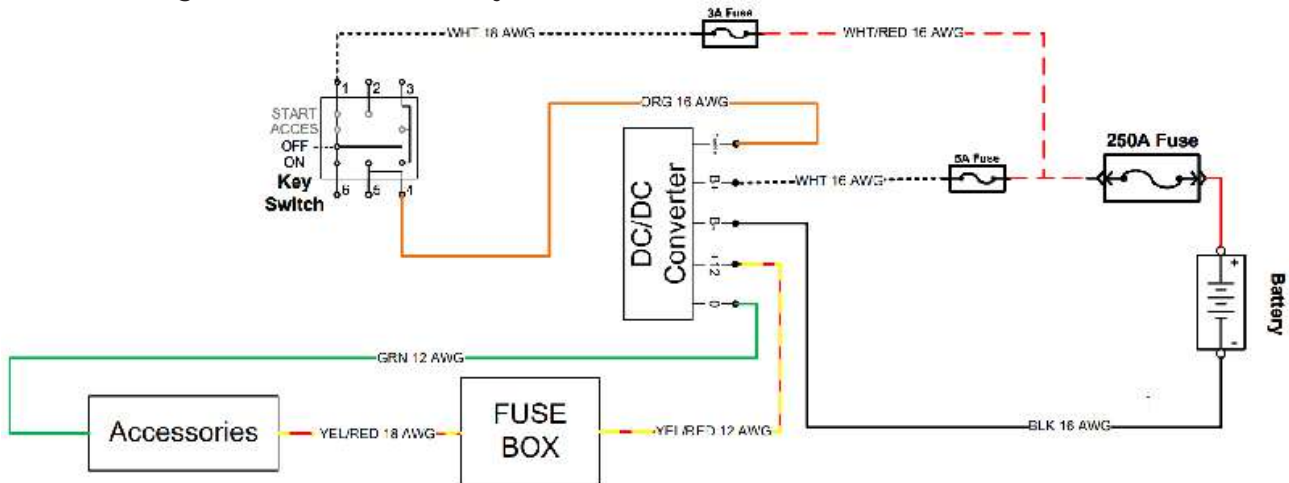 3A Fuse
WHT 18 AWG
WHT/RED 16 AWG
1 2 3
START
ACCES
OFF
ON
Key
Switch
6 5 4
ORG 16 AWG
DC/DC
Converter
B+
B-
+12
250A Fuse
5A Fuse
WHT 16 AWG
+
-
Battery
GRN 12 AWG
Accessories
YEL/RED 18 AWG
FUSE
BOX
YEL/RED 12 AWG
BLK 16 AWG